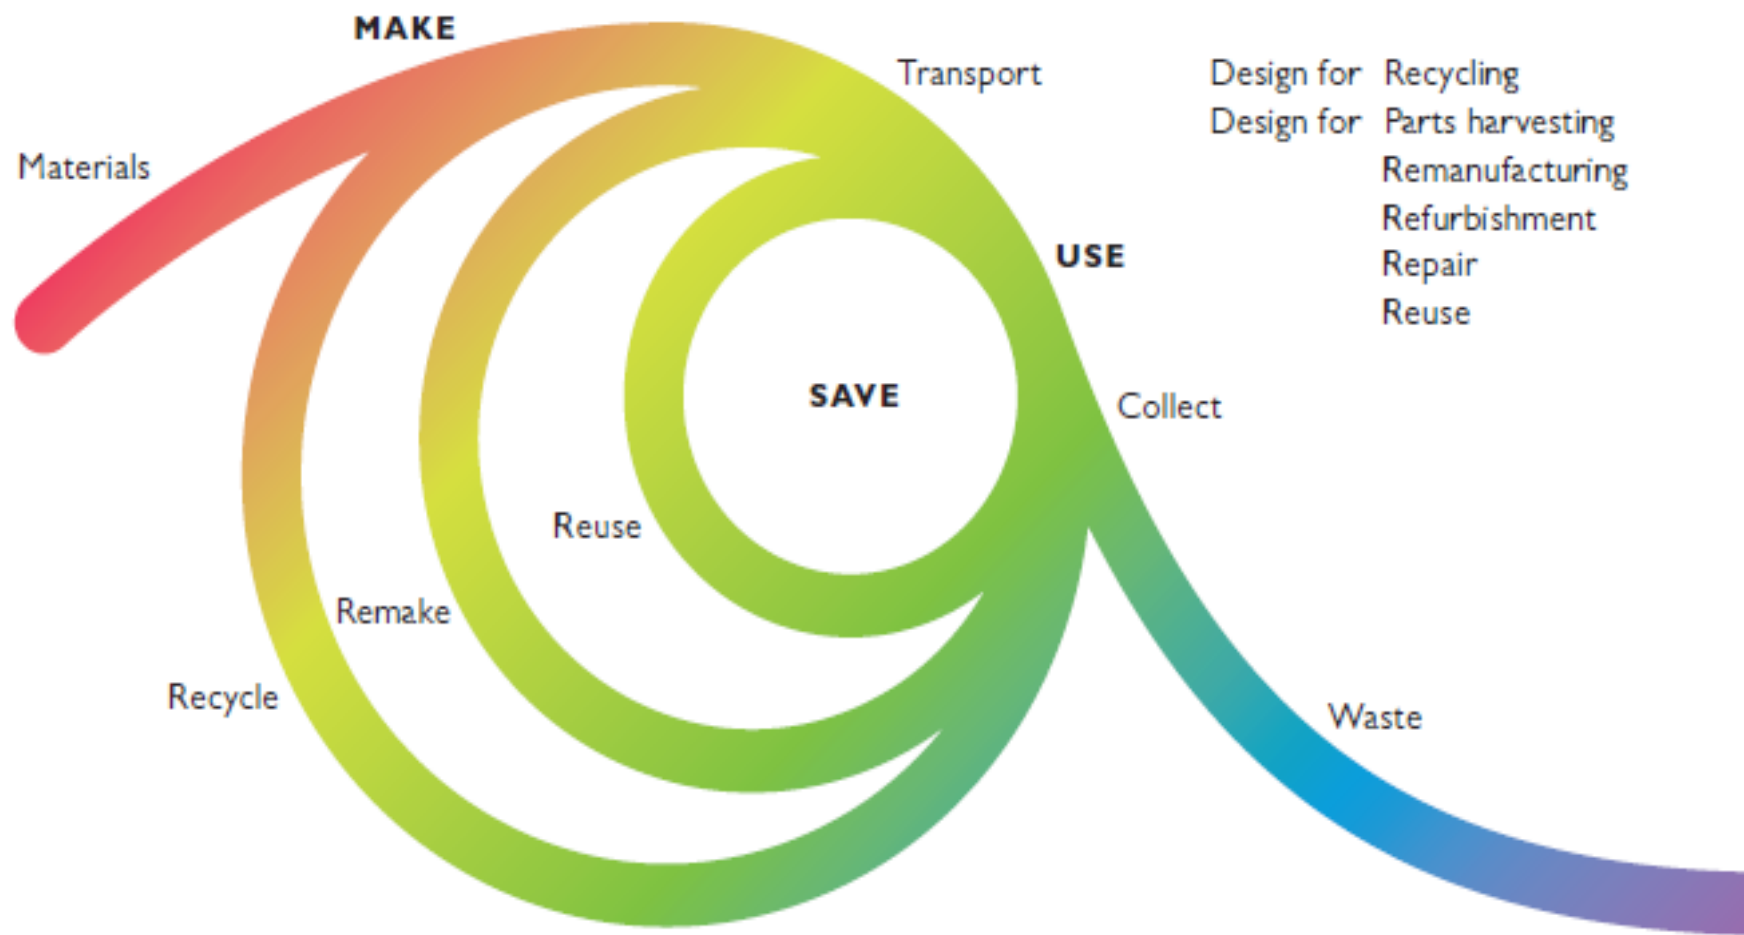 MAKE
Transport
Design for Recycling
Design for Parts harvesting
Materials
Remanufacturing
Refurbishment
USE
Repair
Reuse
SAVE
Collect
Reuse
Remake
Recycle
Waste